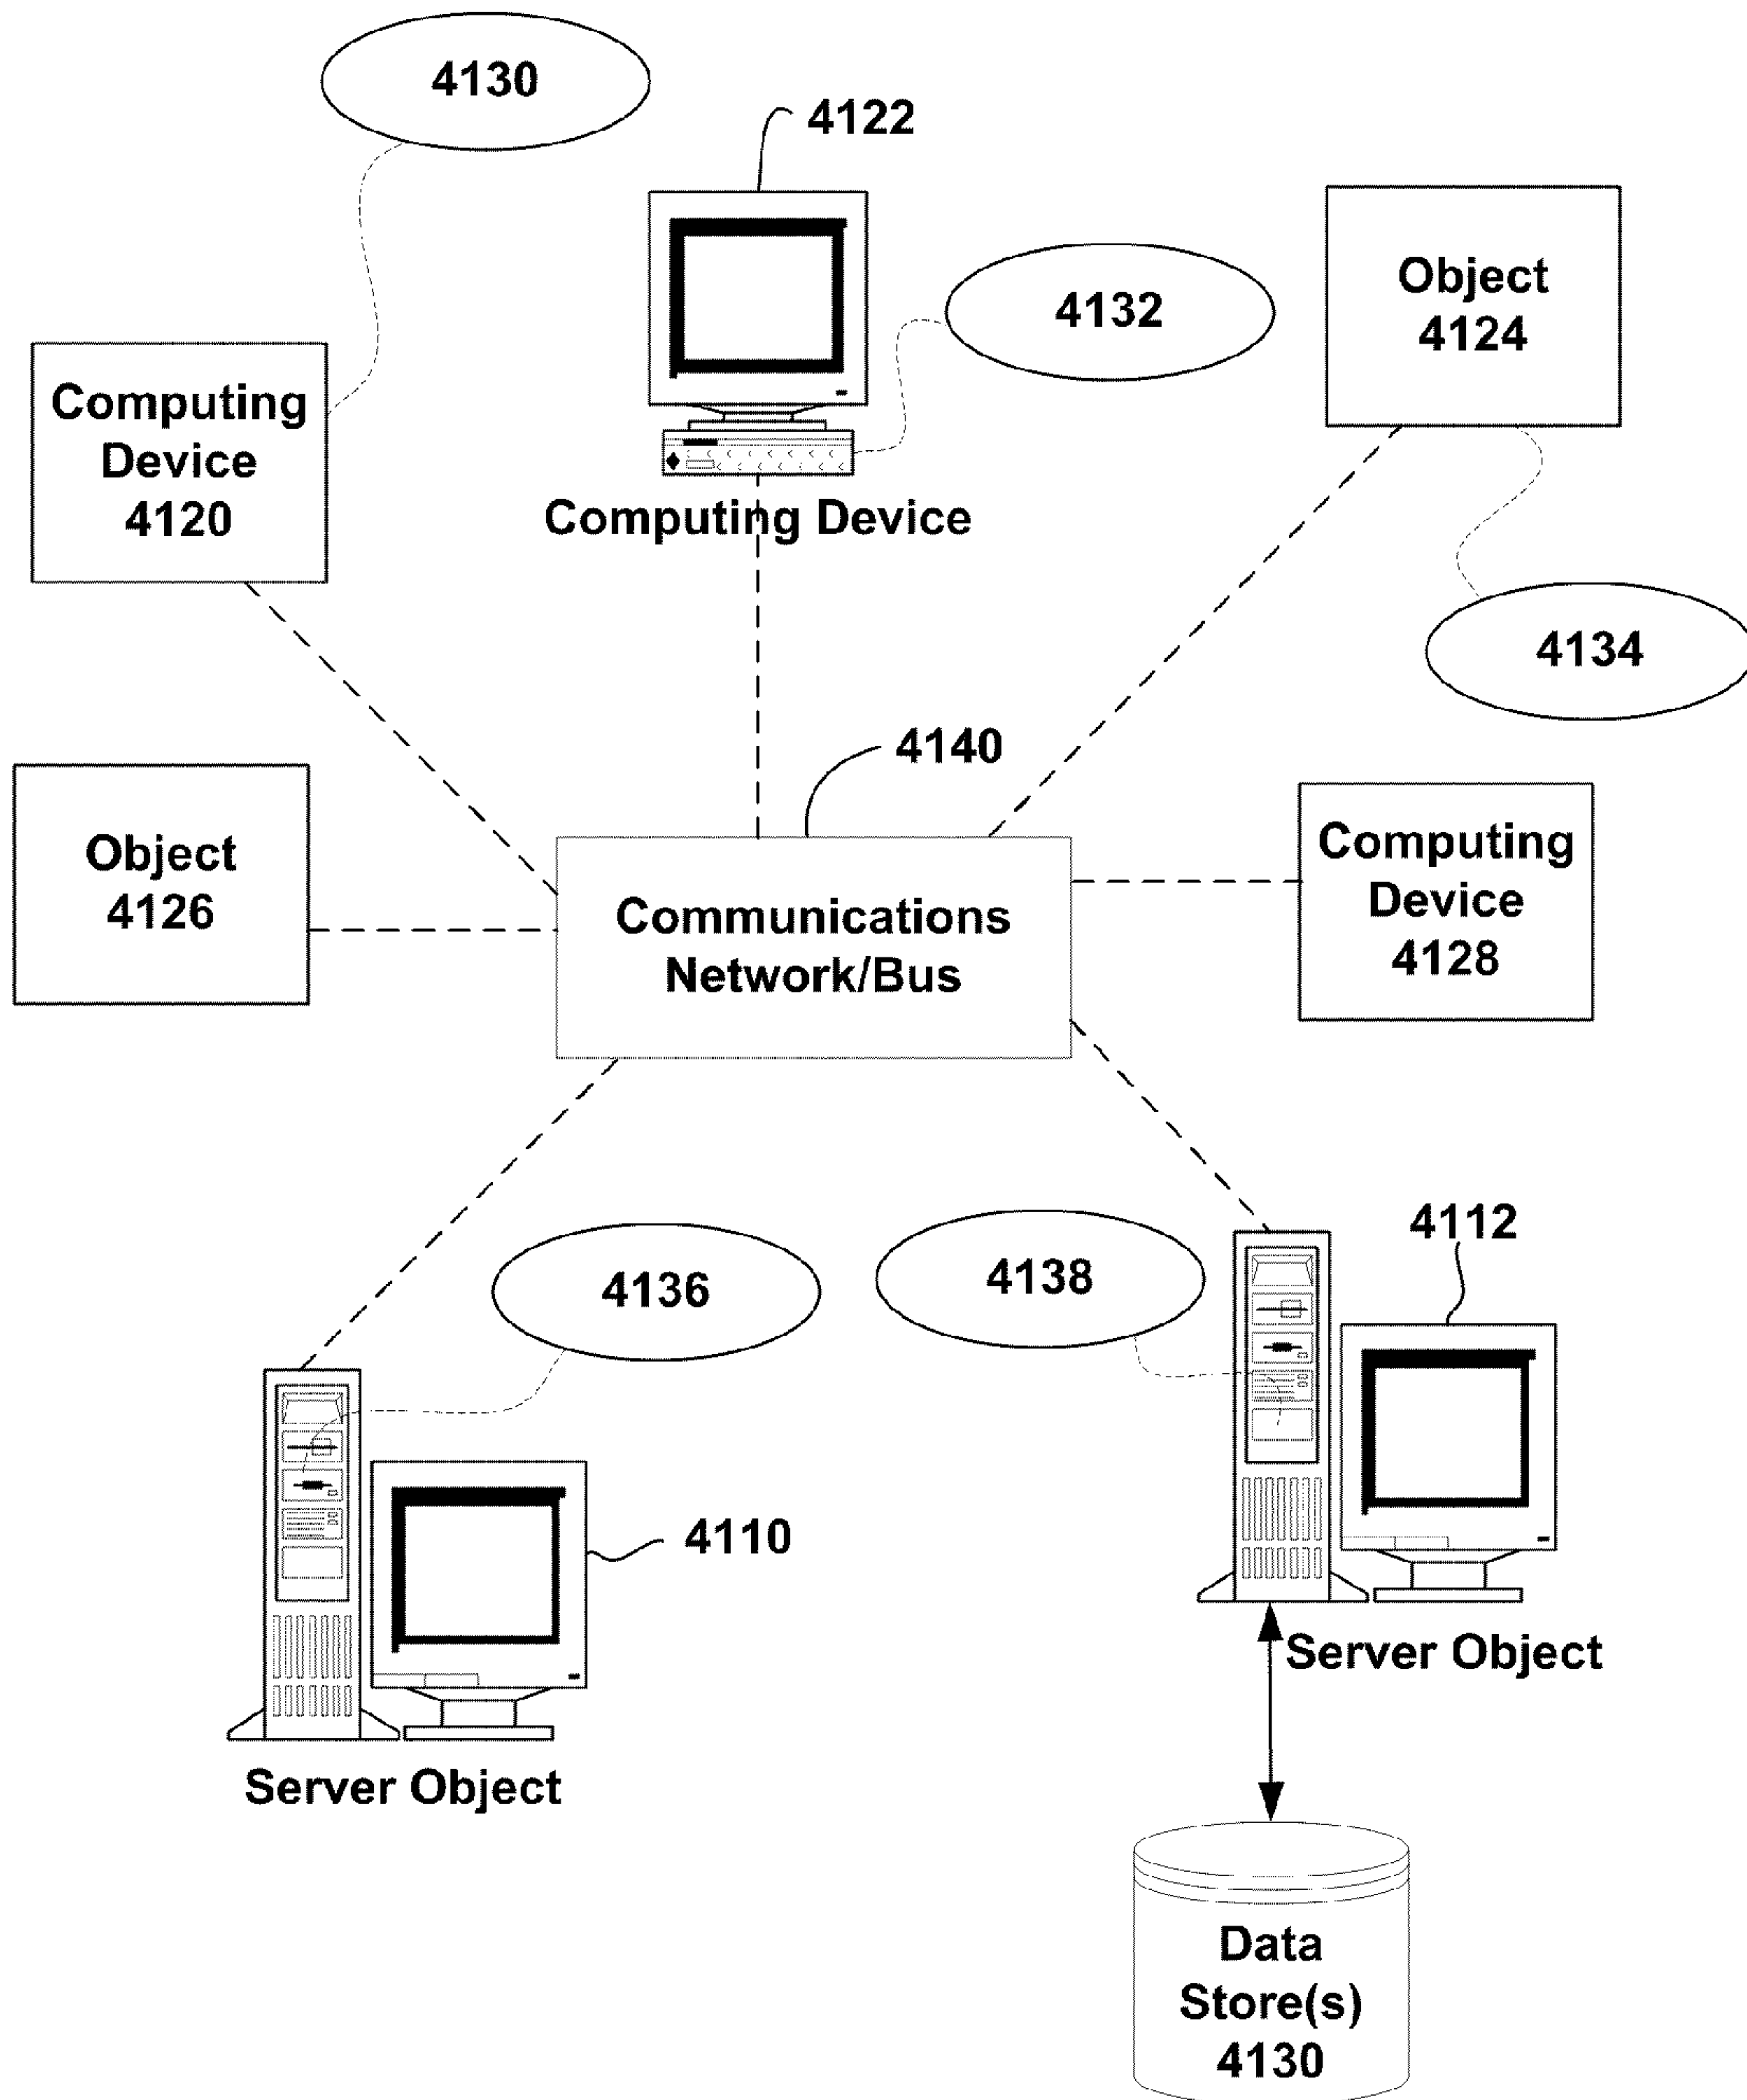 4130
4122
4132
Object
4124
Computing
Device
4120
Computing Device
4134
4140
Object
4126
Computing
Device
4128
Communications
Network/Bus
4136
4138
4112
4110
Server Object
Server Object
Data
Store(s)
4130